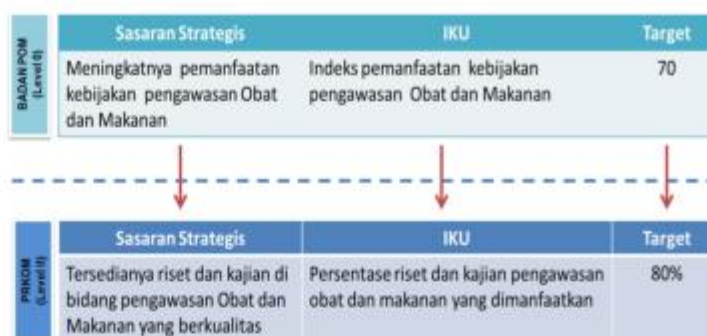 BADAN POM
(Level 0)
Sasaran Strategis IKU Target
Meningkatnya pemanfaatan Indeks pemanfaatan kebijakan 70
kebijakan pengawasan Obat pengawasan Obat dan Makanan
dan Makanan
PRKOM
(Level II)
Sasaran Strategis IKU Target
Tersedianya riset dan kajian di Persentase riset dan kajian pengawasan 80%
bidang pengawasan Obat dan obat dan makanan yang dimanfaatkan
Makanan yang berkualitas